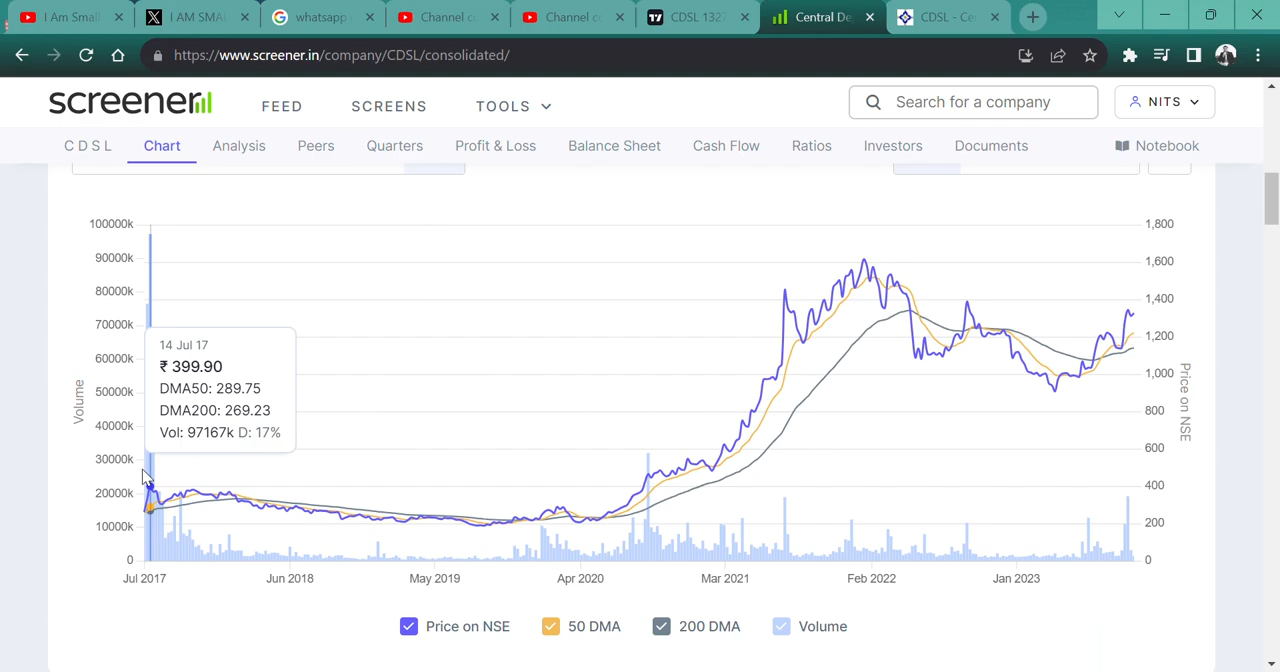 I Am Smal
I AM SMAL
whatsapp
Channel c
Channel c
CDSL 1327
Central De
CDSL - Ce
https://www.screener.in/company/CDSL/consolidated/
screener
FEED
SCREENS
TOOLS
Search for a company
NITS
C D S L
Chart
Analysis
Peers
Quarters
Profit & Loss
Balance Sheet
Cash Flow
Ratios
Investors
Documents
Notebook
100000k
90000k
80000k
70000k
60000k
50000k
40000k
30000k
20000k
10000k
0
Volume
1,800
1,600
1,400
1,200
1,000
800
600
400
200
0
Price on NSE
14 Jul 17
₹ 399.90
DMA50: 289.75
DMA200: 269.23
Vol: 97167k D: 17%
Jul 2017
Jun 2018
May 2019
Apr 2020
Mar 2021
Feb 2022
Jan 2023
Price on NSE
50 DMA
200 DMA
Volume